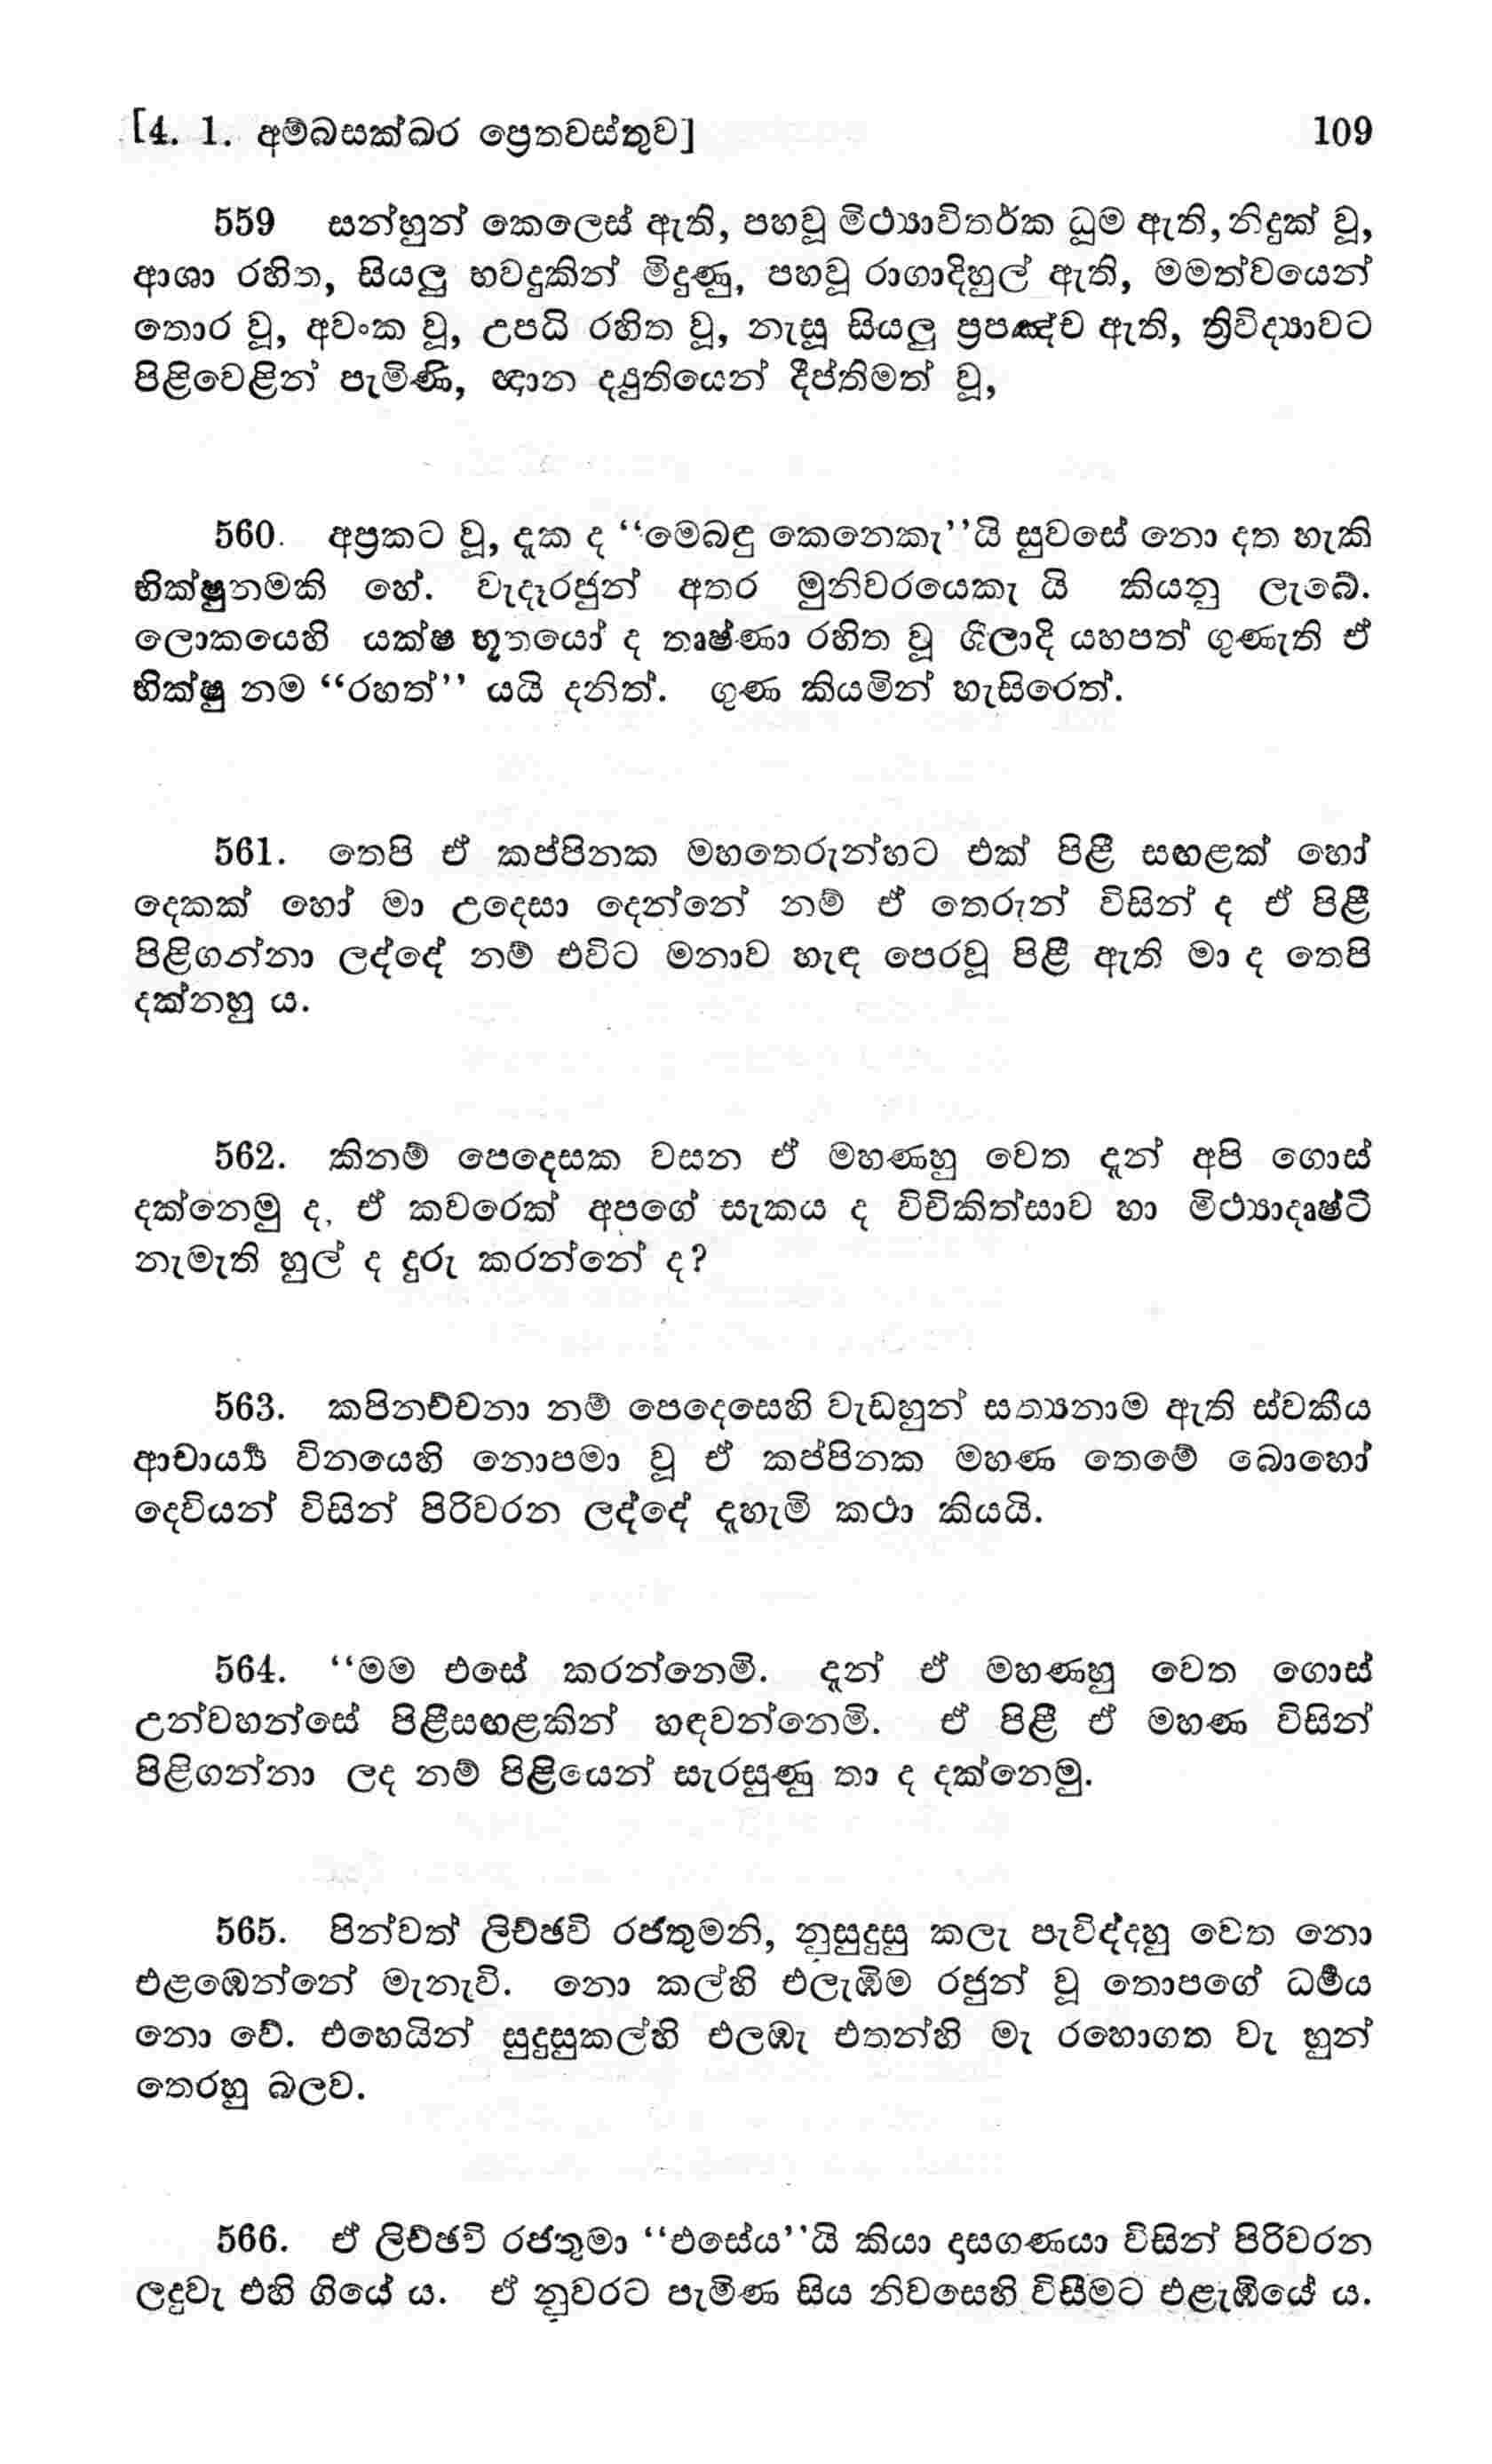 [4. 1. අම්බසක්ඛර ප්‍රෙතවස්තුව] 109
559 සන්හුන් කෙලෙස් ඇති, පහවූ මිථ්‍යාවිතර්ක ධූම ඇති, නිදුක් වූ,
ආශා රහිත, සියලු භවදුකින් මිදුණු, පහවූ රාගාදිහුල් ඇති, මමත්වයෙන්
තොර වූ, අවංක වූ, උපධි රහිත වූ, නැසූ සියලු ප්‍රපඤ්ච ඇති, ත්‍රිවිද්‍යාවට
පිළිවෙළින් පැමිණි, ඥාන ද්‍යුතියෙන් දීප්තිමත් වූ,
560. අප්‍රකට වූ, දැක ද “මෙබඳු කෙනෙකැ”යි සුවසේ නො දත හැකි
භික්ෂුනමකි හේ. වැදෑරජුන් අතර මුනිවරයෙකැ යි කියනු ලැබේ.
ලොකයෙහි යක්ෂ භූතයෝ ද තෘෂ්ණා රහිත වූ ශීලාදි යහපත් ගුණැති ඒ
භික්ෂු නම “රහත්” යයි දනිත්. ගුණ කියමින් හැසිරෙත්.
561. තෙපි ඒ කප්පිනක මහතෙරුන්හට එක් පිළී සඟළක් හෝ
දෙකක් හෝ මා උදෙසා දෙන්නේ නම් ඒ තෙරුන් විසින් ද ඒ පිළී
පිළිගන්නා ලද්දේ නම් එවිට මනාව හැඳ පෙරවූ පිළී ඇති මා ද තෙපි
දක්නහු ය.
562. කිනම් පෙදෙසක වසන ඒ මහණහු වෙත දැන් අපි ගොස්
දක්නෙමු ද, ඒ කවරෙක් අපගේ සැකය ද විචිකිත්සාව හා මිථ්‍යාදෘෂ්ටි
නැමැති හුල් ද දුරු කරන්නේ ද?
563. කපිනච්චනා නම් පෙදෙසෙහි වැඩහුන් සත්‍යනාම ඇති ස්වකීය
ආචාර්‍ය්‍ය විනයෙහි නොපමා වූ ඒ කප්පිනක මහණ තෙමේ බොහෝ
දෙවියන් විසින් පිරිවරන ලද්දේ දැහැමි කථා කියයි.
564. “මම එසේ කරන්නෙමි. දැන් ඒ මහණහු වෙත ගොස්
උන්වහන්සේ පිළීසඟළකින් හඳවන්නෙමි. ඒ පිළී ඒ මහණ විසින්
පිළිගන්නා ලද නම් පිළියෙන් සැරසුණු තා ද දක්නෙමු.
565. පින්වත් ලිච්ඡවි රජතුමනි, නුසුදුසු කලැ පැවිද්දහු වෙත නො
එළඹෙන්නේ මැනැවි. නො කල්හි එලැඹීම රජුන් වූ තොපගේ ධර්‍මය
නො වේ. එහෙයින් සුදුසුකල්හි එලඹැ එතන්හි මැ රහොගත වැ හුන්
තෙරහු බලව.
566. ඒ ලිච්ඡවි රජතුමා “එසේය”යි කියා දාසගණයා විසින් පිරිවරන
ලදුවැ එහි ගියේ ය. ඒ නුවරට පැමිණ සිය නිවසෙහි විසීමට එළැඹියේ ය.